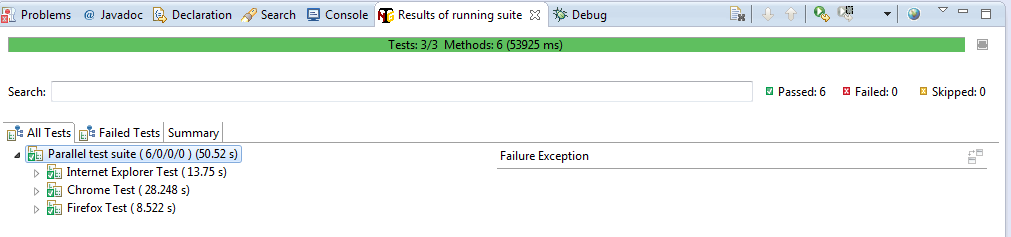 Problems @ Javadoc Declaration Search Console Results of running suite Debug
Tests: 3/3 Methods: 6 (53925 ms)
Search: Passed: 6 Failed: 0 Skipped: 0
All Tests Failed Tests Summary
Parallel test suite ( 6/0/0/0 ) (50.52 s) Failure Exception
Internet Explorer Test ( 13.75 s)
Chrome Test ( 28.248 s)
Firefox Test ( 8.522 s)